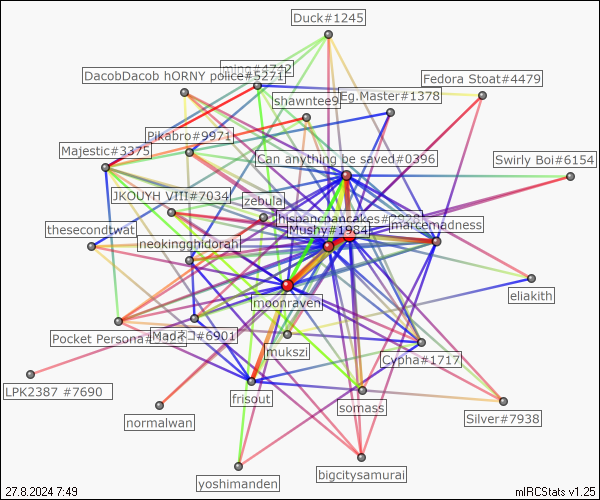 Duck#1245
ming#4742
DacobDacob hORNY police#5271
Fedora Stoat#4479
shawntee9
Eg.Master#1378
Pikabro#9971
Majestic#3375
Can anything be saved#0396
Swirly Boi#6154
JKOUYH VIII#7034
zebula
hispancpancakes#2928
Mushy#1984
marcemadness
thesecondtwat
neokingghidorah
moonraven
eliakith
Pocket Persona#
Madネコ#6901
mukszi
Cypha#1717
LPK2387 #7690
frisout
somass
Silver#7938
normalwan
yoshimanden
bigcitysamurai
27.8.2024 7:49
mIRCStats v1.25